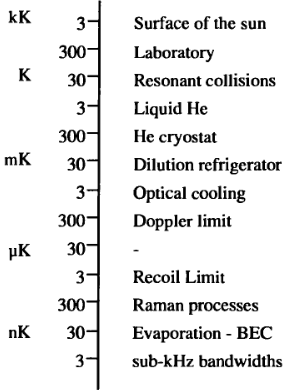 kK 3 Surface of the sun
300 Laboratory
K 30 Resonant collisions
3 Liquid He
300 He cryostat
mK 30 Dilution refrigerator
3 Optical cooling
300 Doppler limit
μK 30 -
3 Recoil Limit
300 Raman processes
nK 30 Evaporation - BEC
3 sub-kHz bandwidths